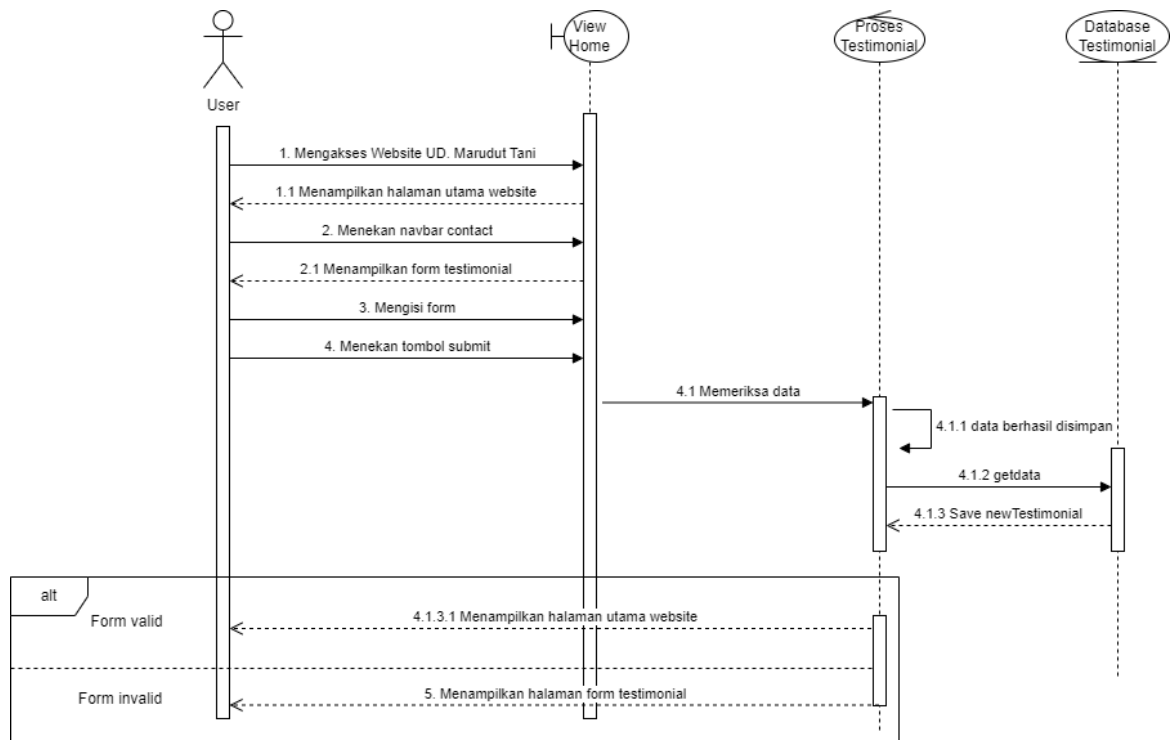 View
Home
Proses
Testimonial
Database
Testimonial
User
1. Mengakses Website UD. Marudut Tani
1.1 Menampilkan halaman utama website
2. Menekan navbar contact
2.1 Menampilkan form testimonial
3. Mengisi form
4. Menekan tombol submit
4.1 Memeriksa data
4.1.1 data berhasil disimpan
4.1.2 getdata
4.1.3 Save newTestimonial
alt
Form valid
4.1.3.1 Menampilkan halaman utama website
Form invalid
5. Menampilkan halaman form testimonial